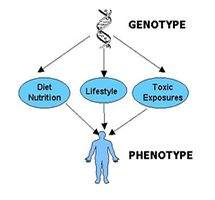 GENOTYPE
Diet
Nutrition
Lifestyle
Toxic
Exposures
PHENOTYPE